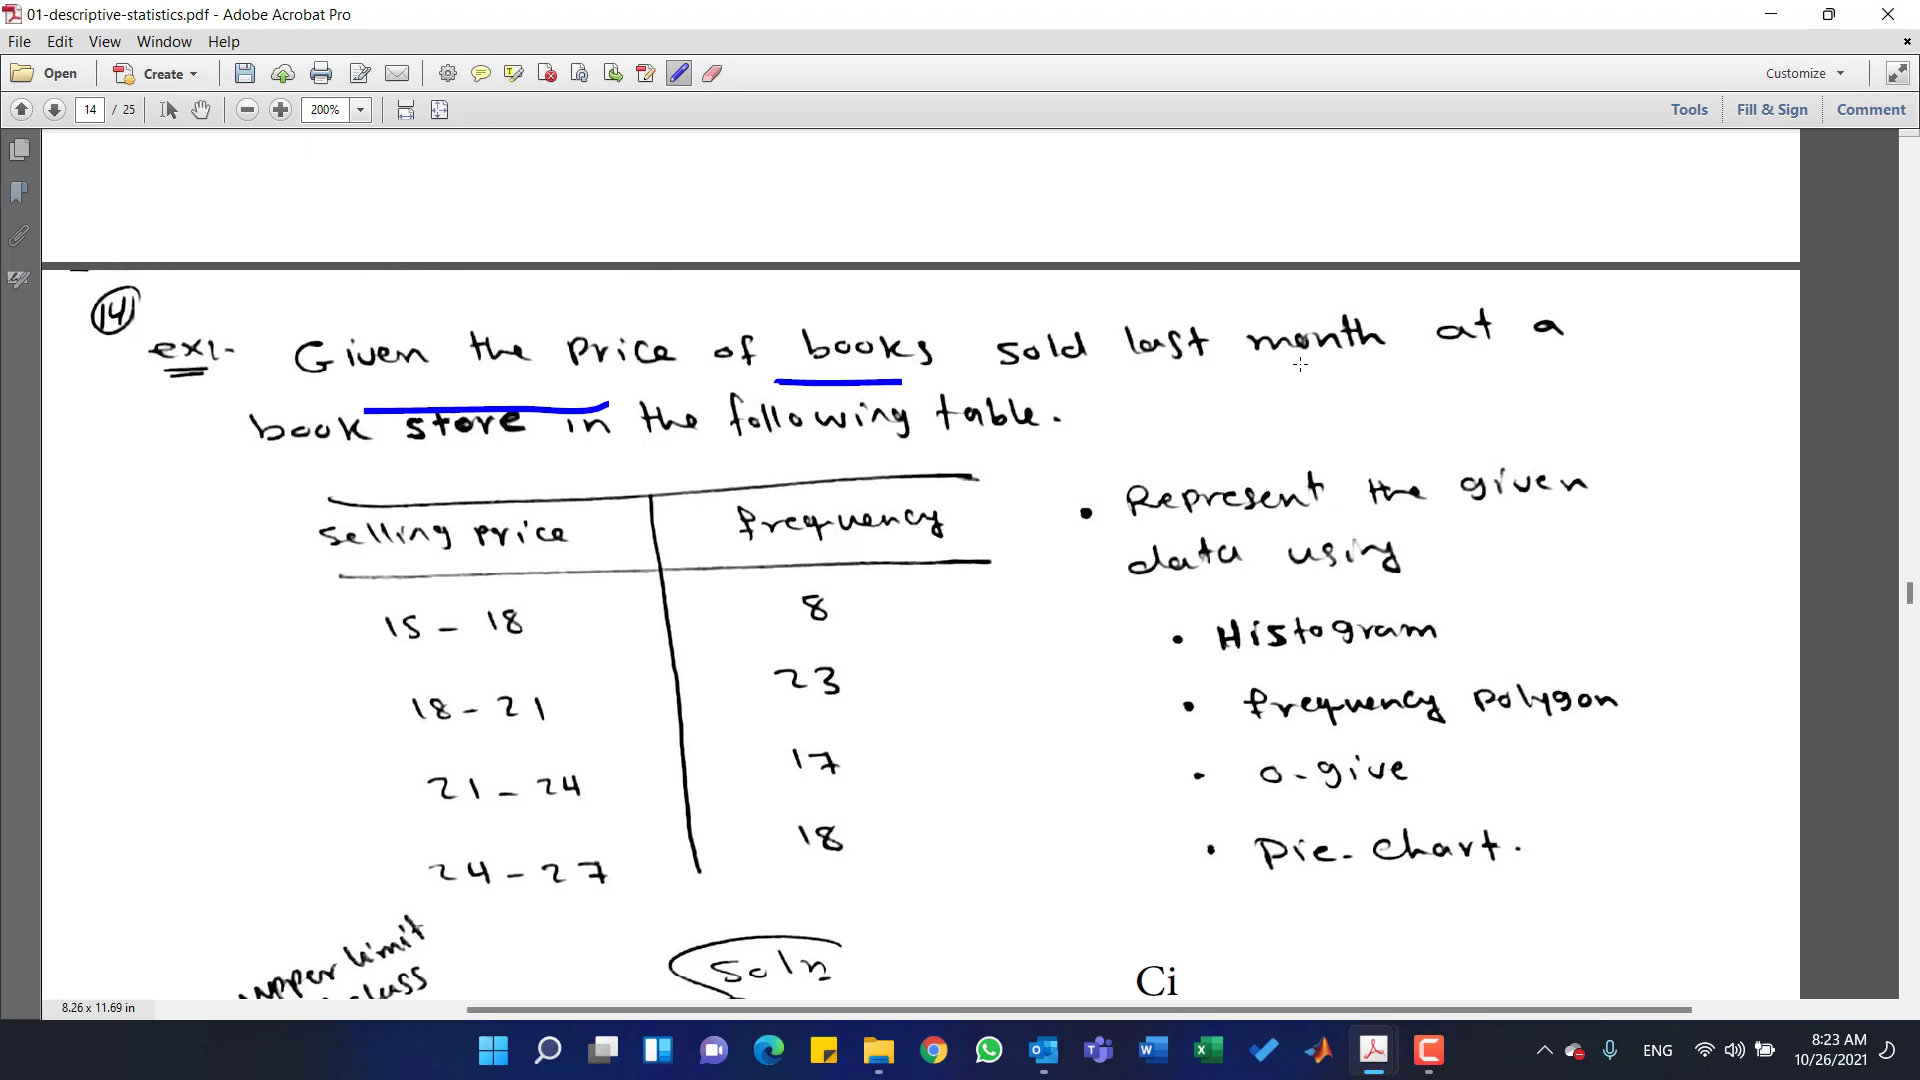 01-descriptive-statistics.pdf - Adobe Acrobat Pro
File Edit View Window Help
Open Create Customize
14 / 25 200% Tools Fill & Sign Comment
14
ex1- Given the price of books sold last month at a
book store in the following table.
selling price frequency
15 - 18 8
18 - 21 23
21 - 24 17
24 - 27 18
• Represent the given
data using
• Histogram
• frequency polygon
• o-give
• Pie-chart.
upper limit
class
Soln
Ci
8.26 x 11.69 in
ENG
8:23 AM
10/26/2021